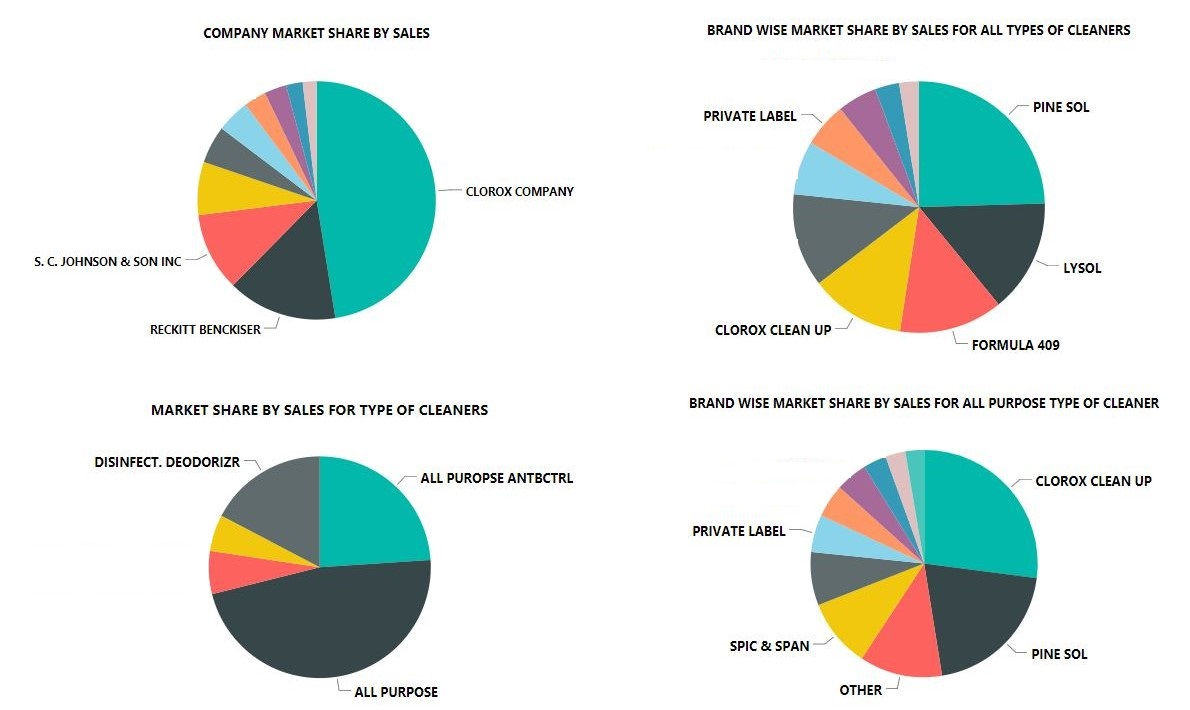 COMPANY MARKET SHARE BY SALES
CLOROX COMPANY
S. C. JOHNSON & SON INC
RECKITT BENCKISER
BRAND WISE MARKET SHARE BY SALES FOR ALL TYPES OF CLEANERS
PRIVATE LABEL
PINE SOL
LYSOL
CLOROX CLEAN UP
FORMULA 409
MARKET SHARE BY SALES FOR TYPE OF CLEANERS
DISINFECT. DEODORIZR
ALL PUROPSE ANTBCTRL
ALL PURPOSE
BRAND WISE MARKET SHARE BY SALES FOR ALL PURPOSE TYPE OF CLEANER
CLOROX CLEAN UP
PRIVATE LABEL
SPIC & SPAN
PINE SOL
OTHER